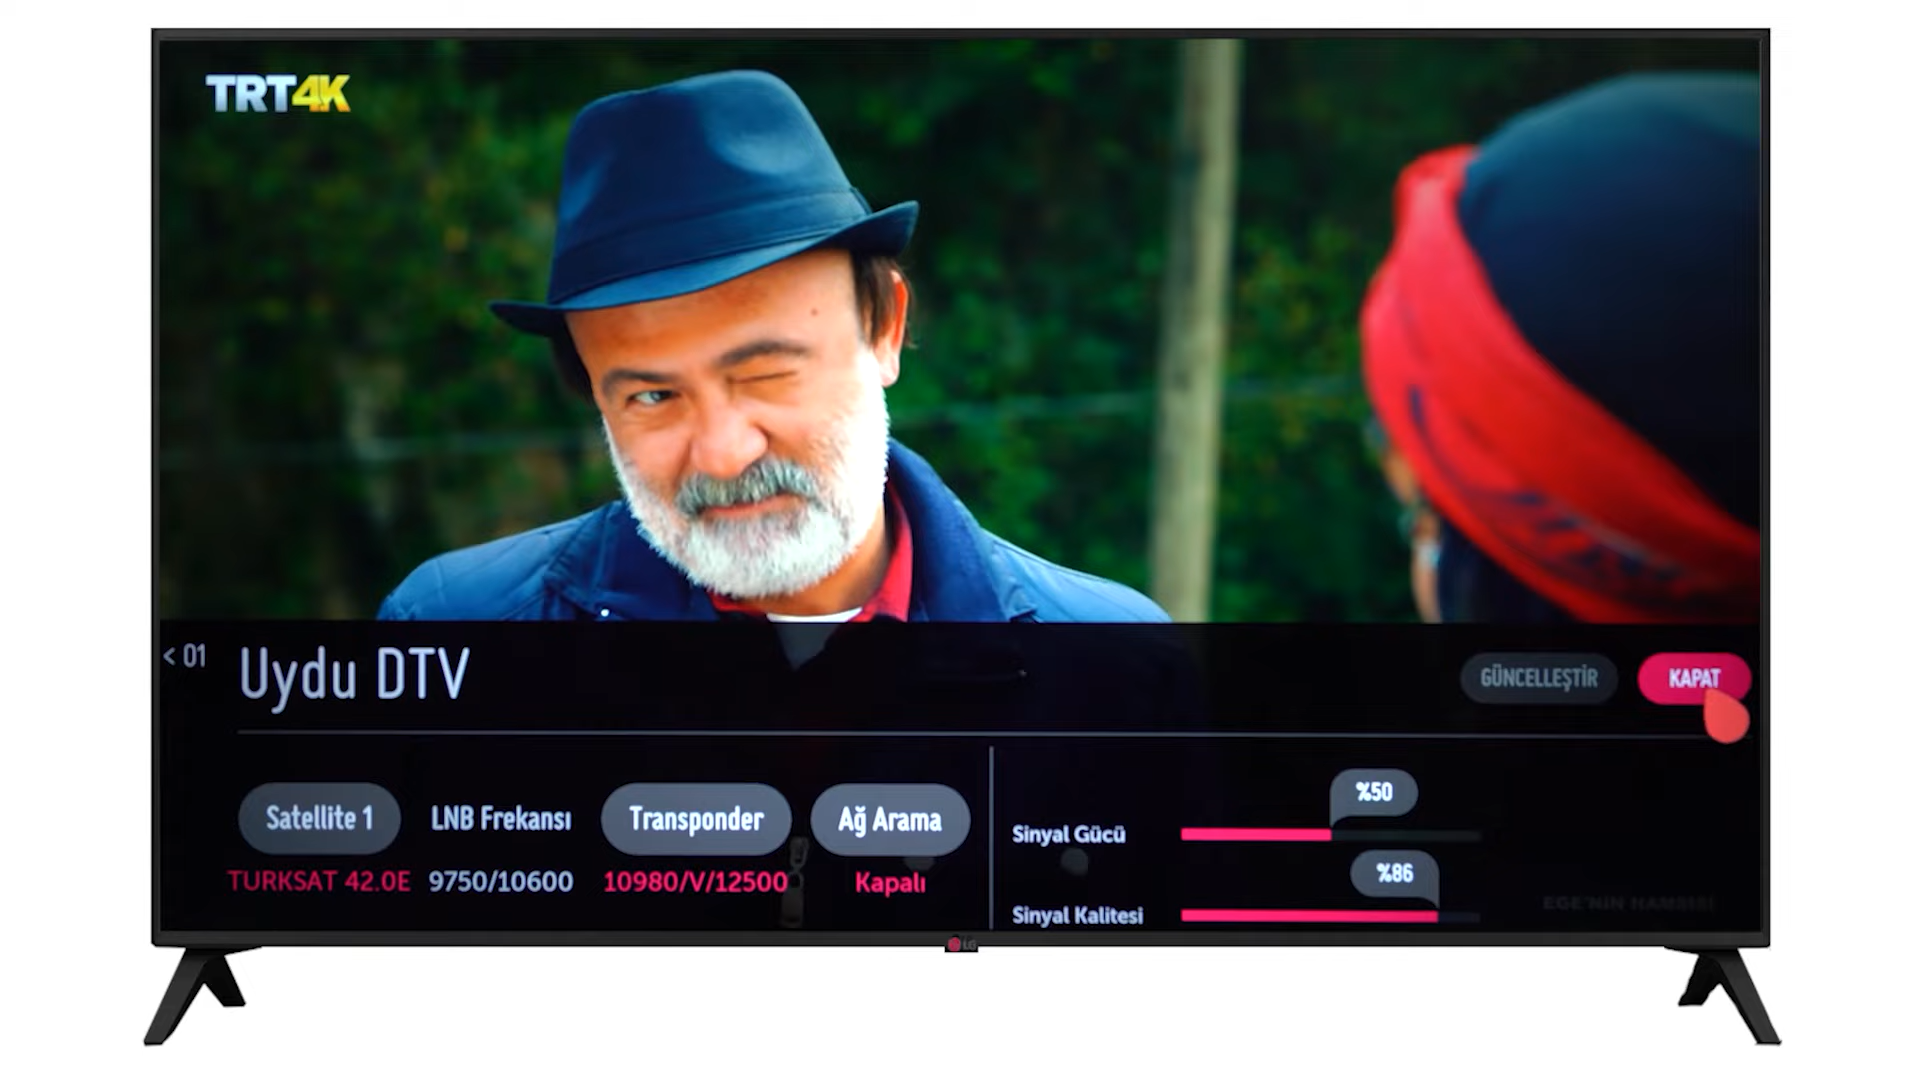 TRT4K
< 01
Uydu DTV
GÜNCELLEŞTİR
KAPAT
Satellite 1
LNB Frekansı
Transponder
Ağ Arama
TURKSAT 42.0E
9750/10600
10980/V/12500
Kapalı
Sinyal Gücü
%50
Sinyal Kalitesi
%86
LG